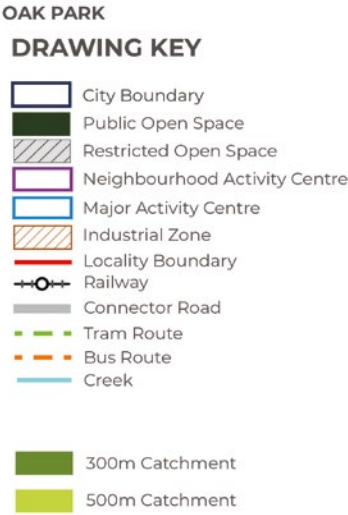 OAK PARK
DRAWING KEY
City Boundary
Public Open Space
Restricted Open Space
Neighbourhood Activity Centre
Major Activity Centre
Industrial Zone
Locality Boundary
Railway
Connector Road
Tram Route
Bus Route
Creek
300m Catchment
500m Catchment